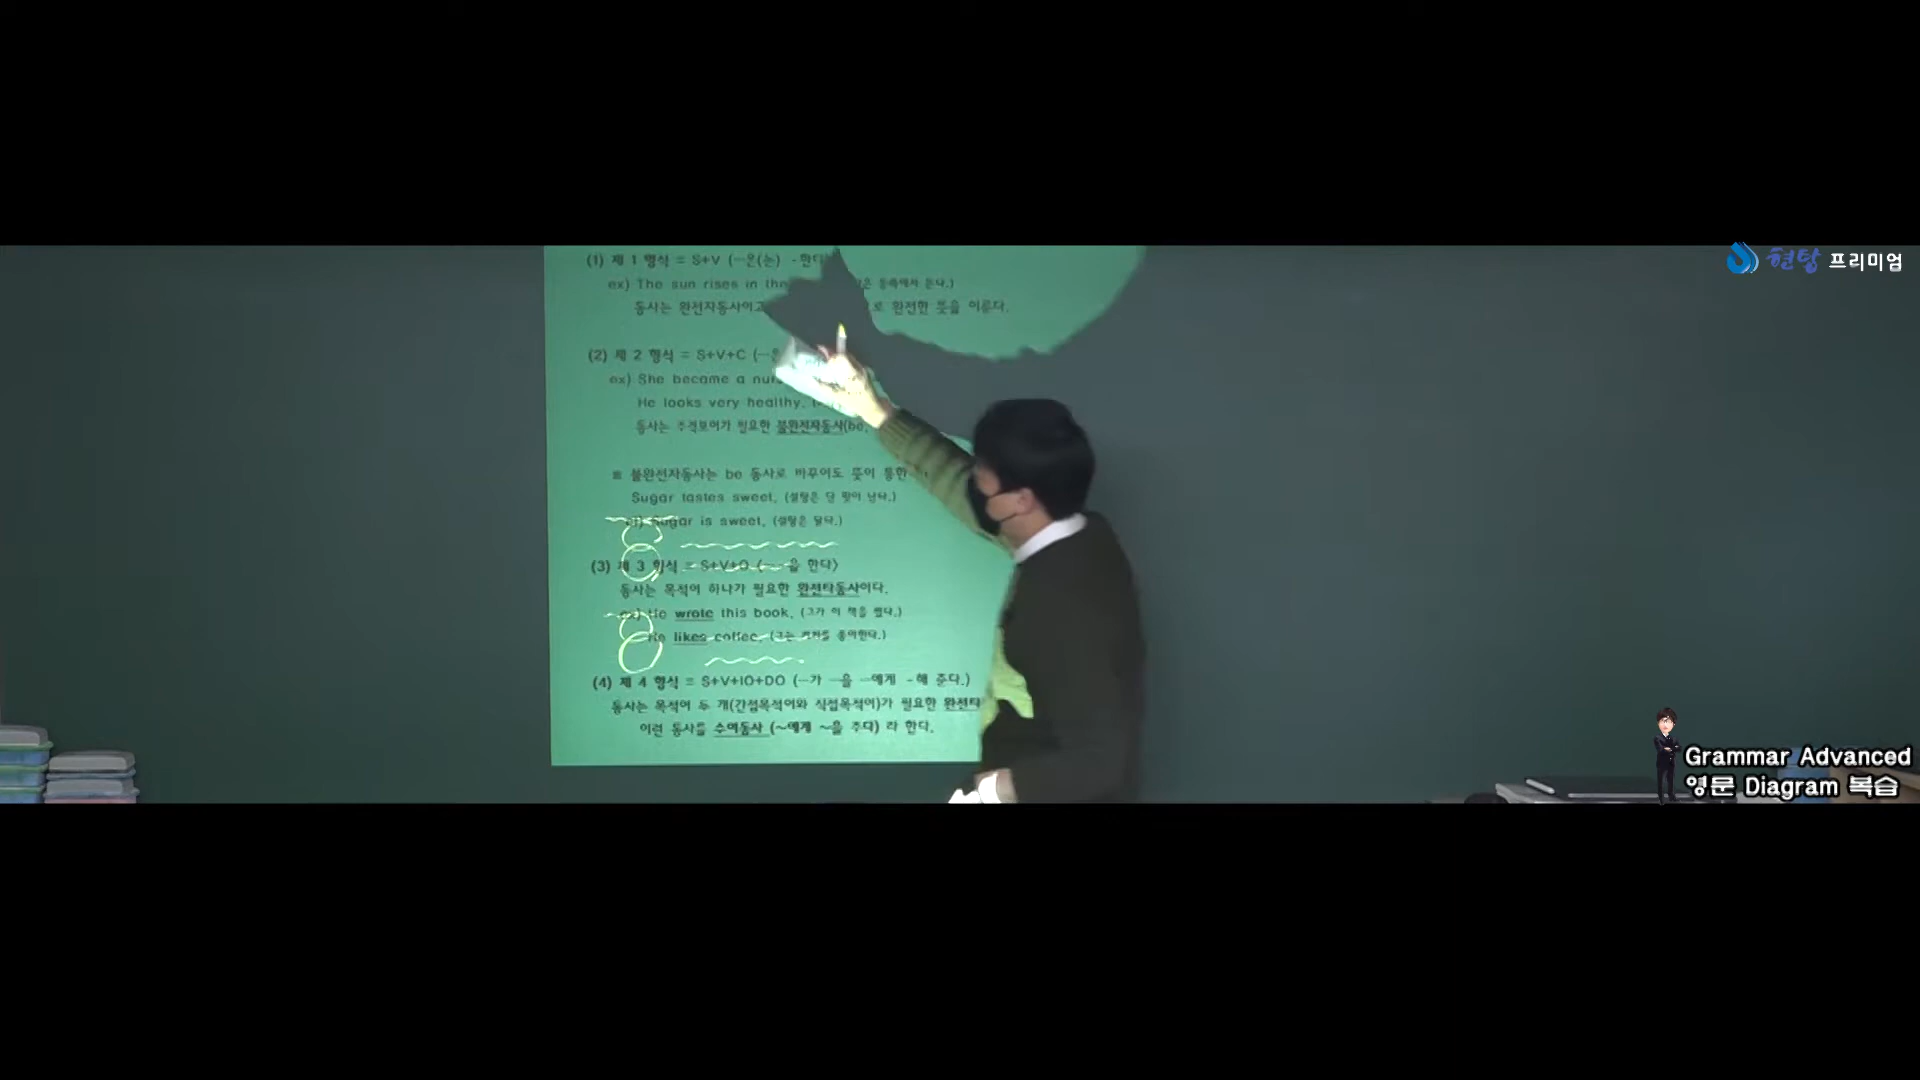 (1) 제 1 형식 = S+V (…은(는) -한다
ex) The sun rises in the 동쪽에서 뜬다.)
동사는 완전자동사이고 로 완전한 뜻을 이룬다.
(2) 제 2 형식 = S+V+C (…은
ex) She became a nurs
He looks very healthy.
동사는 주격보어가 필요한 불완전자동사(be,
※ 불완전자동사는 be 동사로 바꾸어도 뜻이 통한
Sugar tastes sweet, (설탕은 단 맛이 난다.)
cf) Sugar is sweet, (설탕은 달다.)
(3) 제 3 형식 = S+V+O (… 을 한다)
동사는 목적어 하나가 필요한 완전타동사이다.
ex) He wrote this book, (그가 이 책을 썼다.)
He likes coffee, (그는 커피를 좋아한다.)
(4) 제 4 형식 = S+V+IO+DO (…가 …을 …에게 -해 준다.)
동사는 목적어 두 개(간접목적어와 직접목적어)가 필요한 완전타
이런 동사를 수여동사 (~에게 ~을 주다) 라 한다.
현탕 프리미엄
Grammar Advanced
영문 Diagram 복습